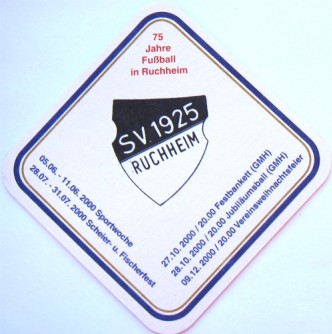 75
Jahre
Fußball
in Ruchheim
SV.1925
RUCHHEIM
05.06. - 11.06. 2000 Sportwoche
28.07. - 31.07. 2000 Scheier- u. Fischerfest
27.10. 2000 / 20.00 Festbankett (GMH)
28.10. 2000 / 20.00 Jubiläumsball (GMH)
09.12. 2000 / 20.00 Vereinsweihnachtsfeier